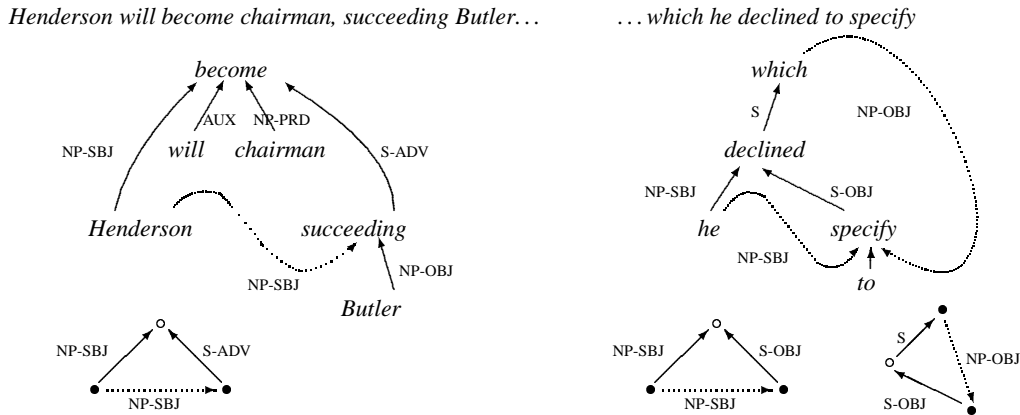 Henderson will become chairman, succeeding Butler... ...which he declined to specify
become which
AUX NP-PRD S NP-OBJ
NP-SBJ will chairman S-ADV declined
NP-SBJ S-OBJ
Henderson succeeding he specify
NP-SBJ NP-OBJ NP-SBJ
to
Butler
NP-SBJ S-ADV NP-SBJ S-OBJ S NP-OBJ
NP-SBJ NP-SBJ S-OBJ